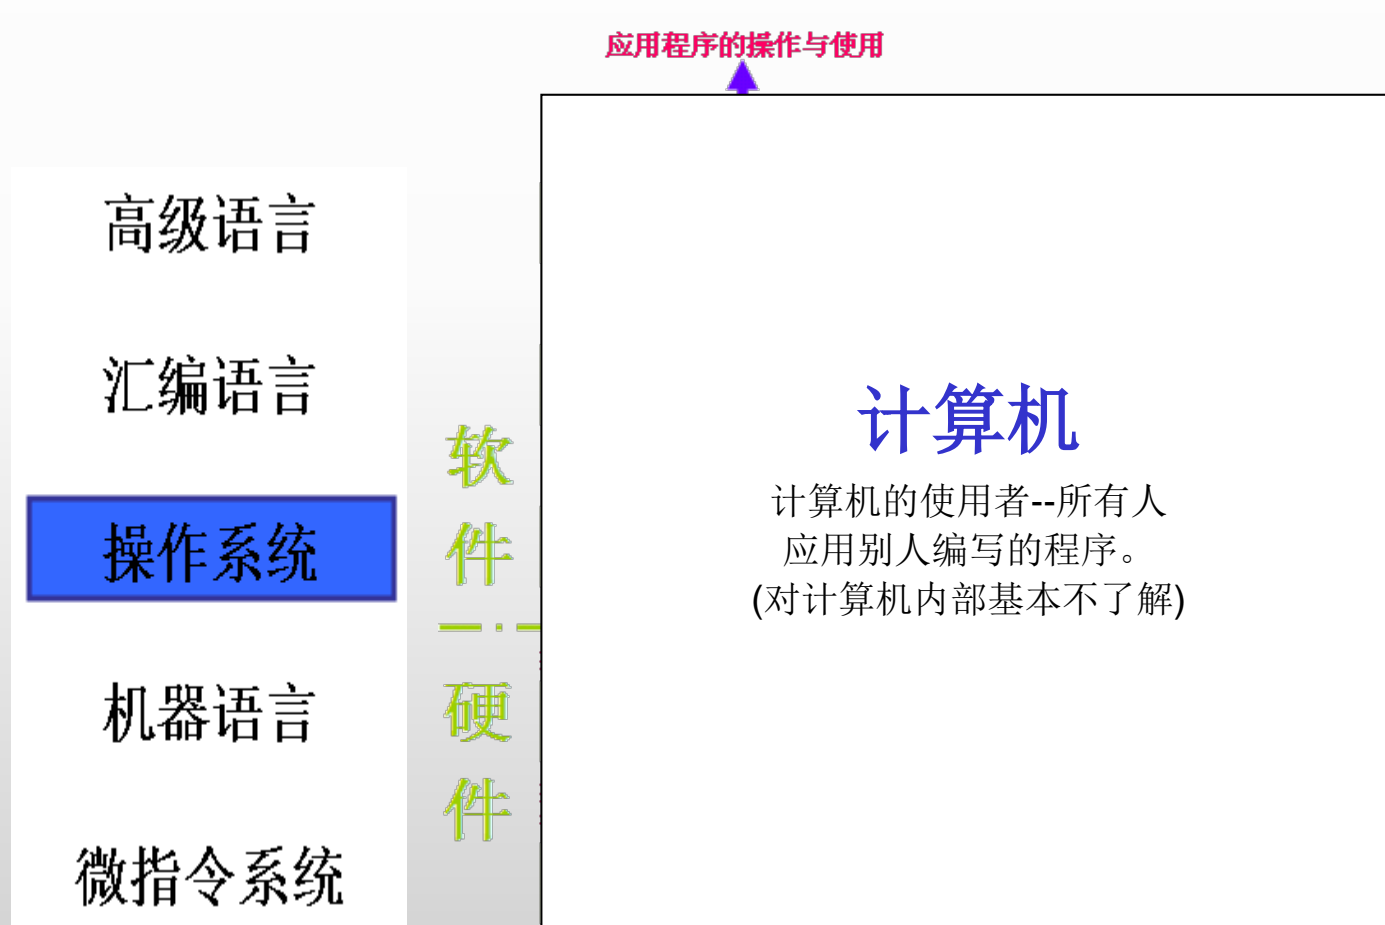 应用程序的操作与使用
高级语言
汇编语言
操作系统
机器语言
微指令系统
软
件
硬
件
计算机
计算机的使用者--所有人
应用别人编写的程序。
(对计算机内部基本不了解)